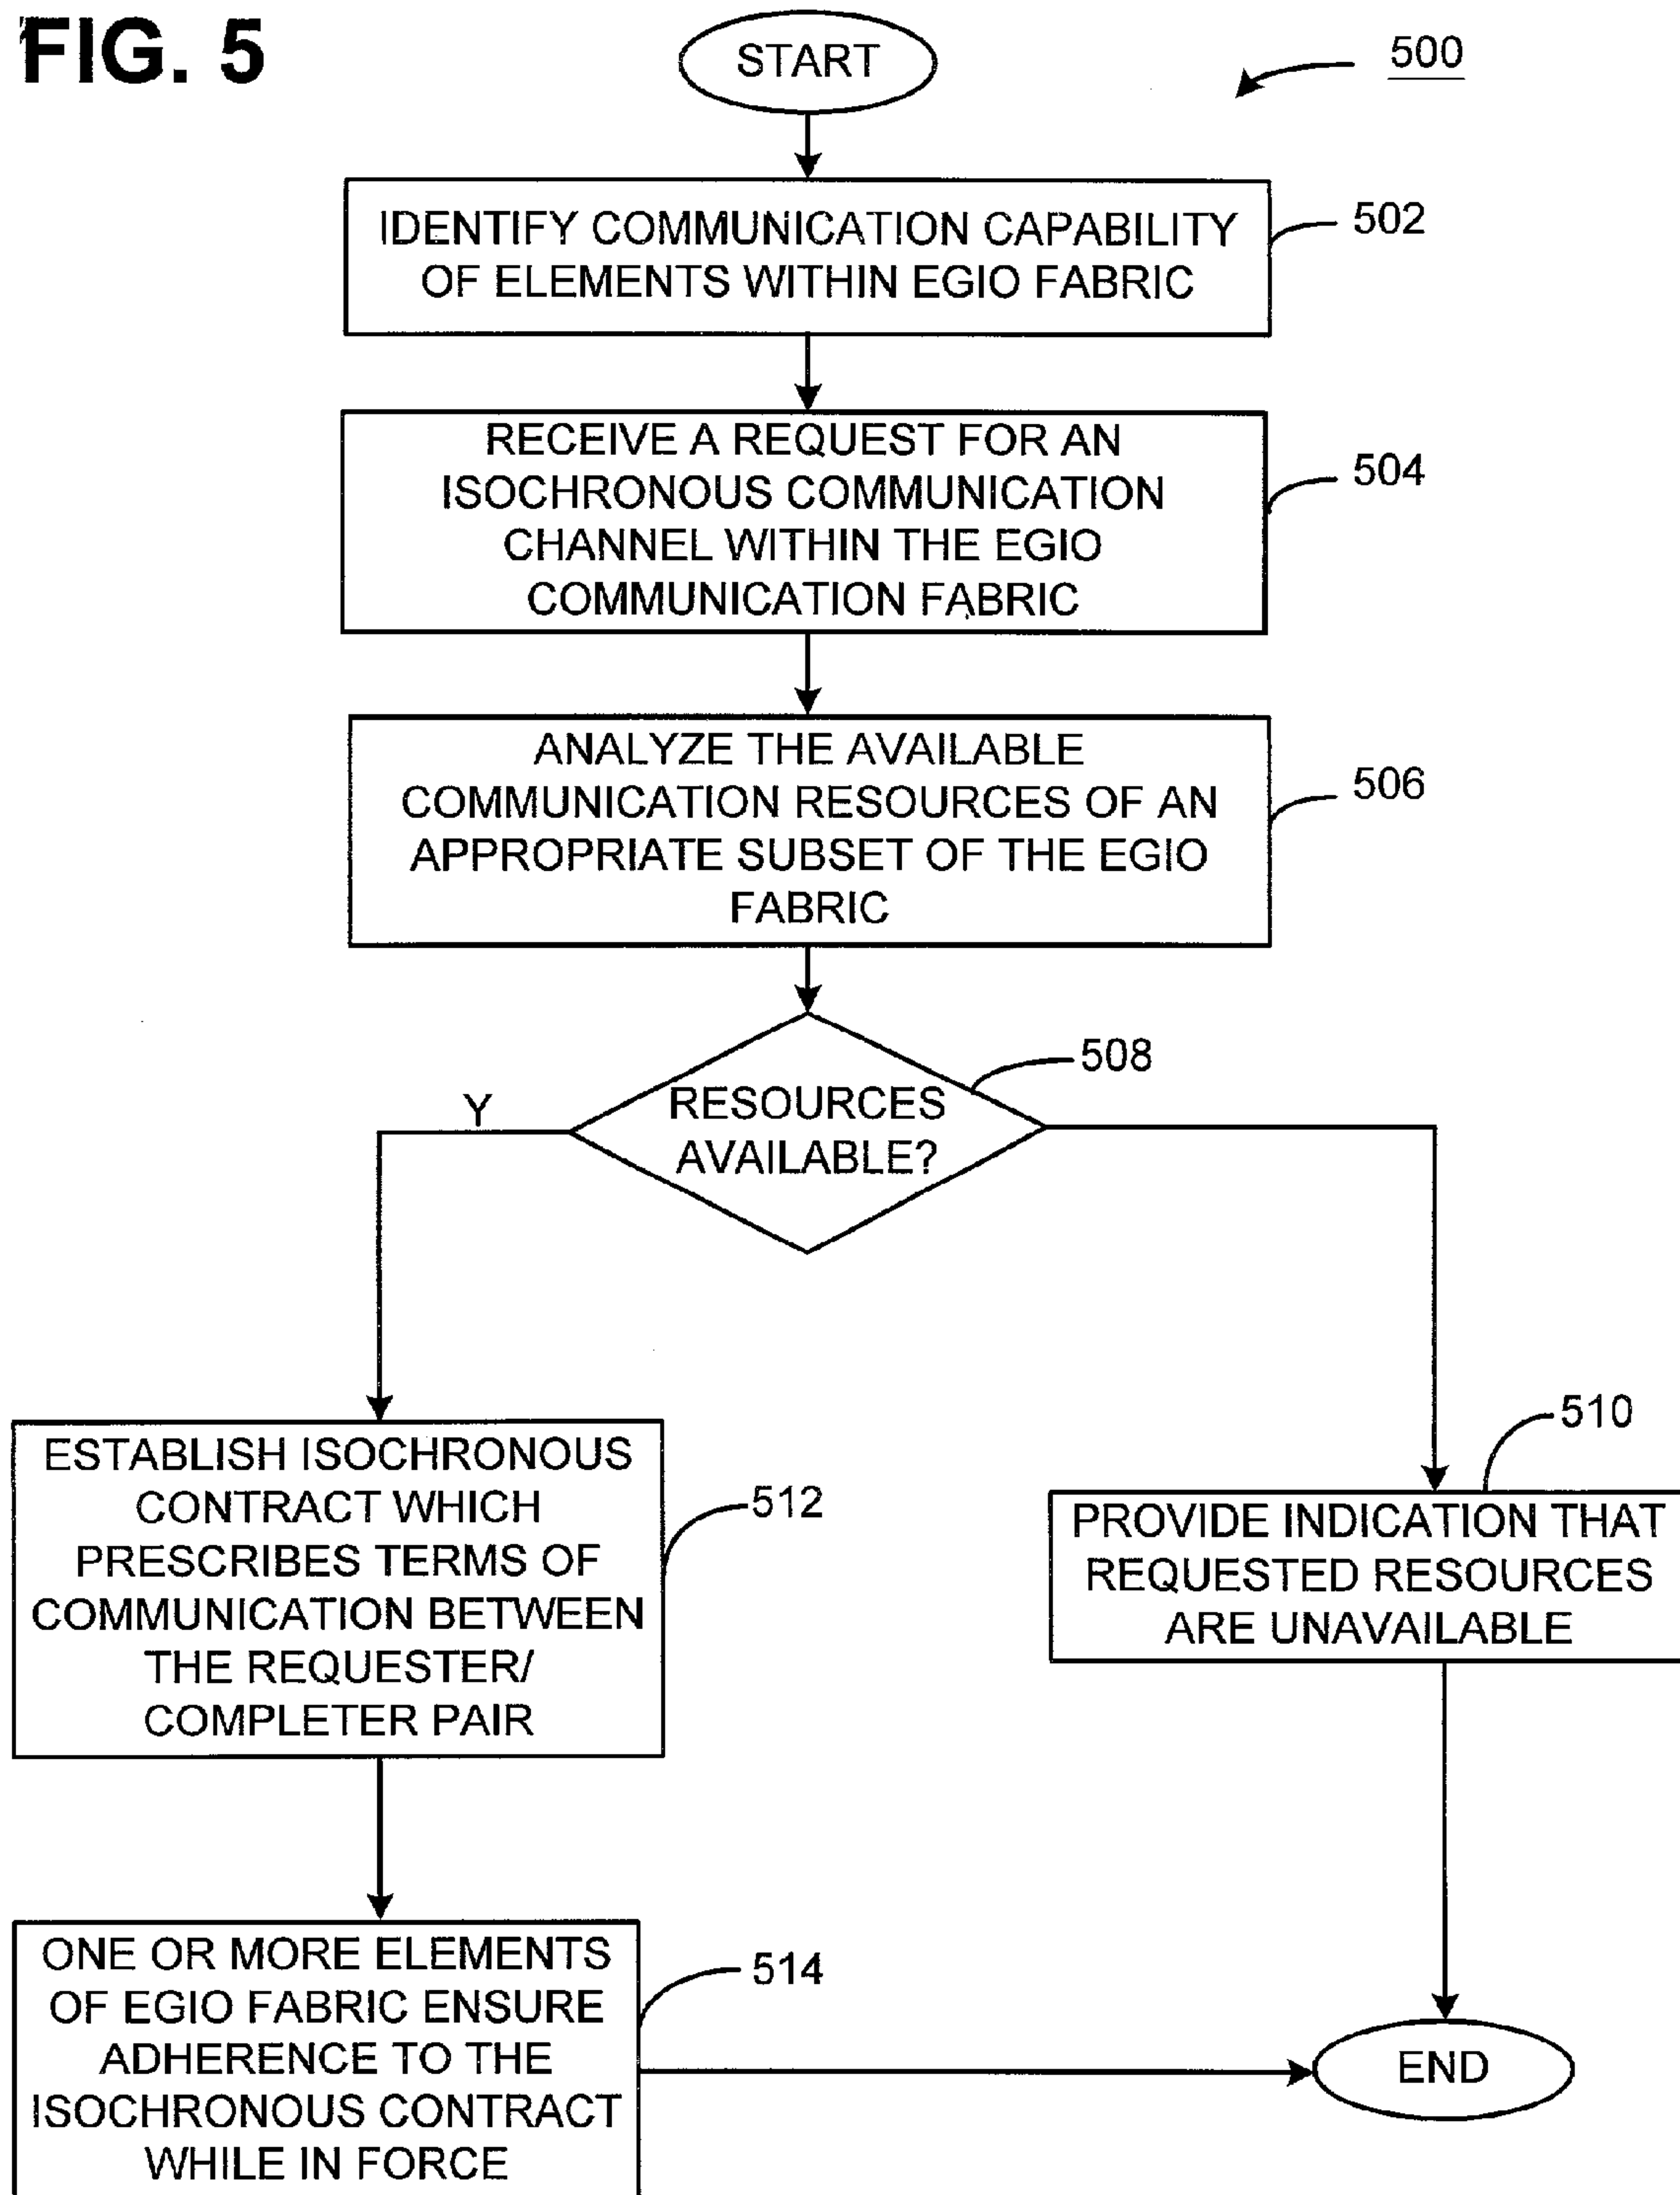 FIG. 5
START
500
IDENTIFY COMMUNICATION CAPABILITY
OF ELEMENTS WITHIN EGIO FABRIC
502
RECEIVE A REQUEST FOR AN
ISOCHRONOUS COMMUNICATION
CHANNEL WITHIN THE EGIO
COMMUNICATION FABRIC
504
ANALYZE THE AVAILABLE
COMMUNICATION RESOURCES OF AN
APPROPRIATE SUBSET OF THE EGIO
FABRIC
506
RESOURCES
AVAILABLE?
508
Y
ESTABLISH ISOCHRONOUS
CONTRACT WHICH
PRESCRIBES TERMS OF
COMMUNICATION BETWEEN
THE REQUESTER/
COMPLETER PAIR
512
510
PROVIDE INDICATION THAT
REQUESTED RESOURCES
ARE UNAVAILABLE
ONE OR MORE ELEMENTS
OF EGIO FABRIC ENSURE
ADHERENCE TO THE
ISOCHRONOUS CONTRACT
WHILE IN FORCE
514
END